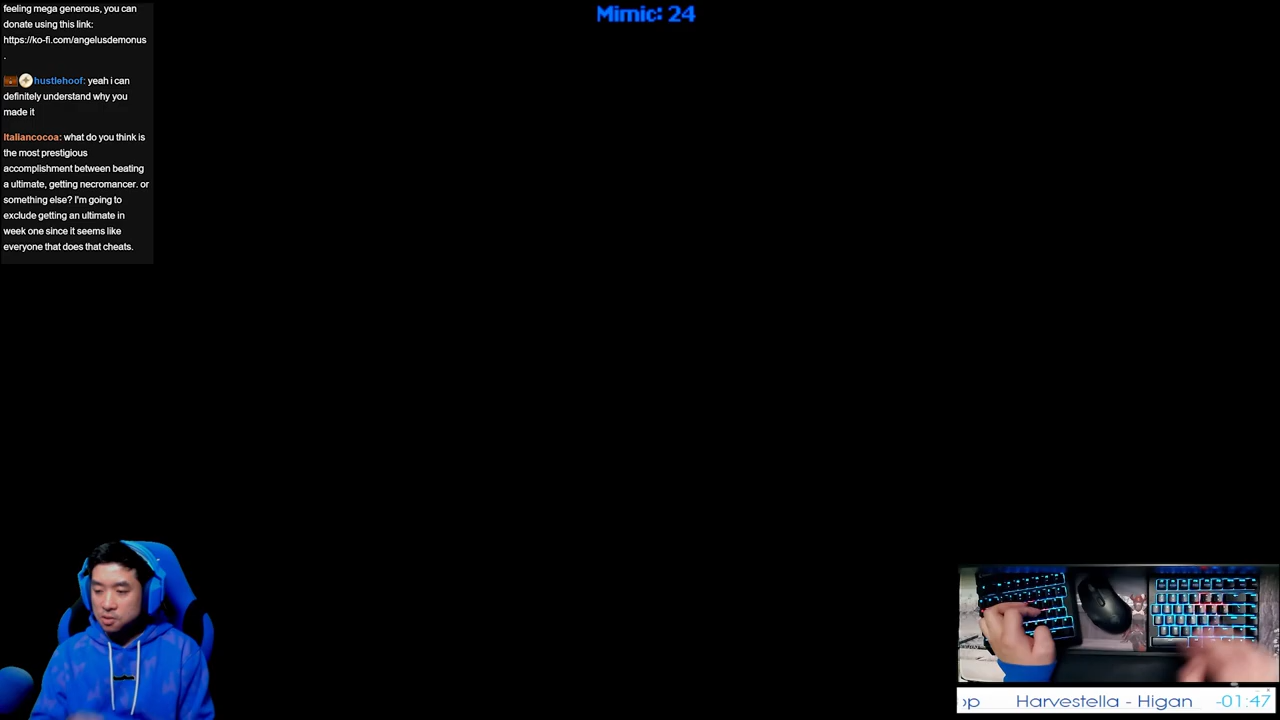 feeling mega generous, you can
donate using this link:
https://ko-fi.com/angelusdemonus
.
hustlehoof: yeah i can
definitely understand why you
made it
Italiancocoa: what do you think is
the most prestigious
accomplishment between beating
a ultimate, getting necromancer. or
something else? I'm going to
exclude getting an ultimate in
week one since it seems like
everyone that does that cheats.
Mimic: 24
op Harvestella - Higan -01:47